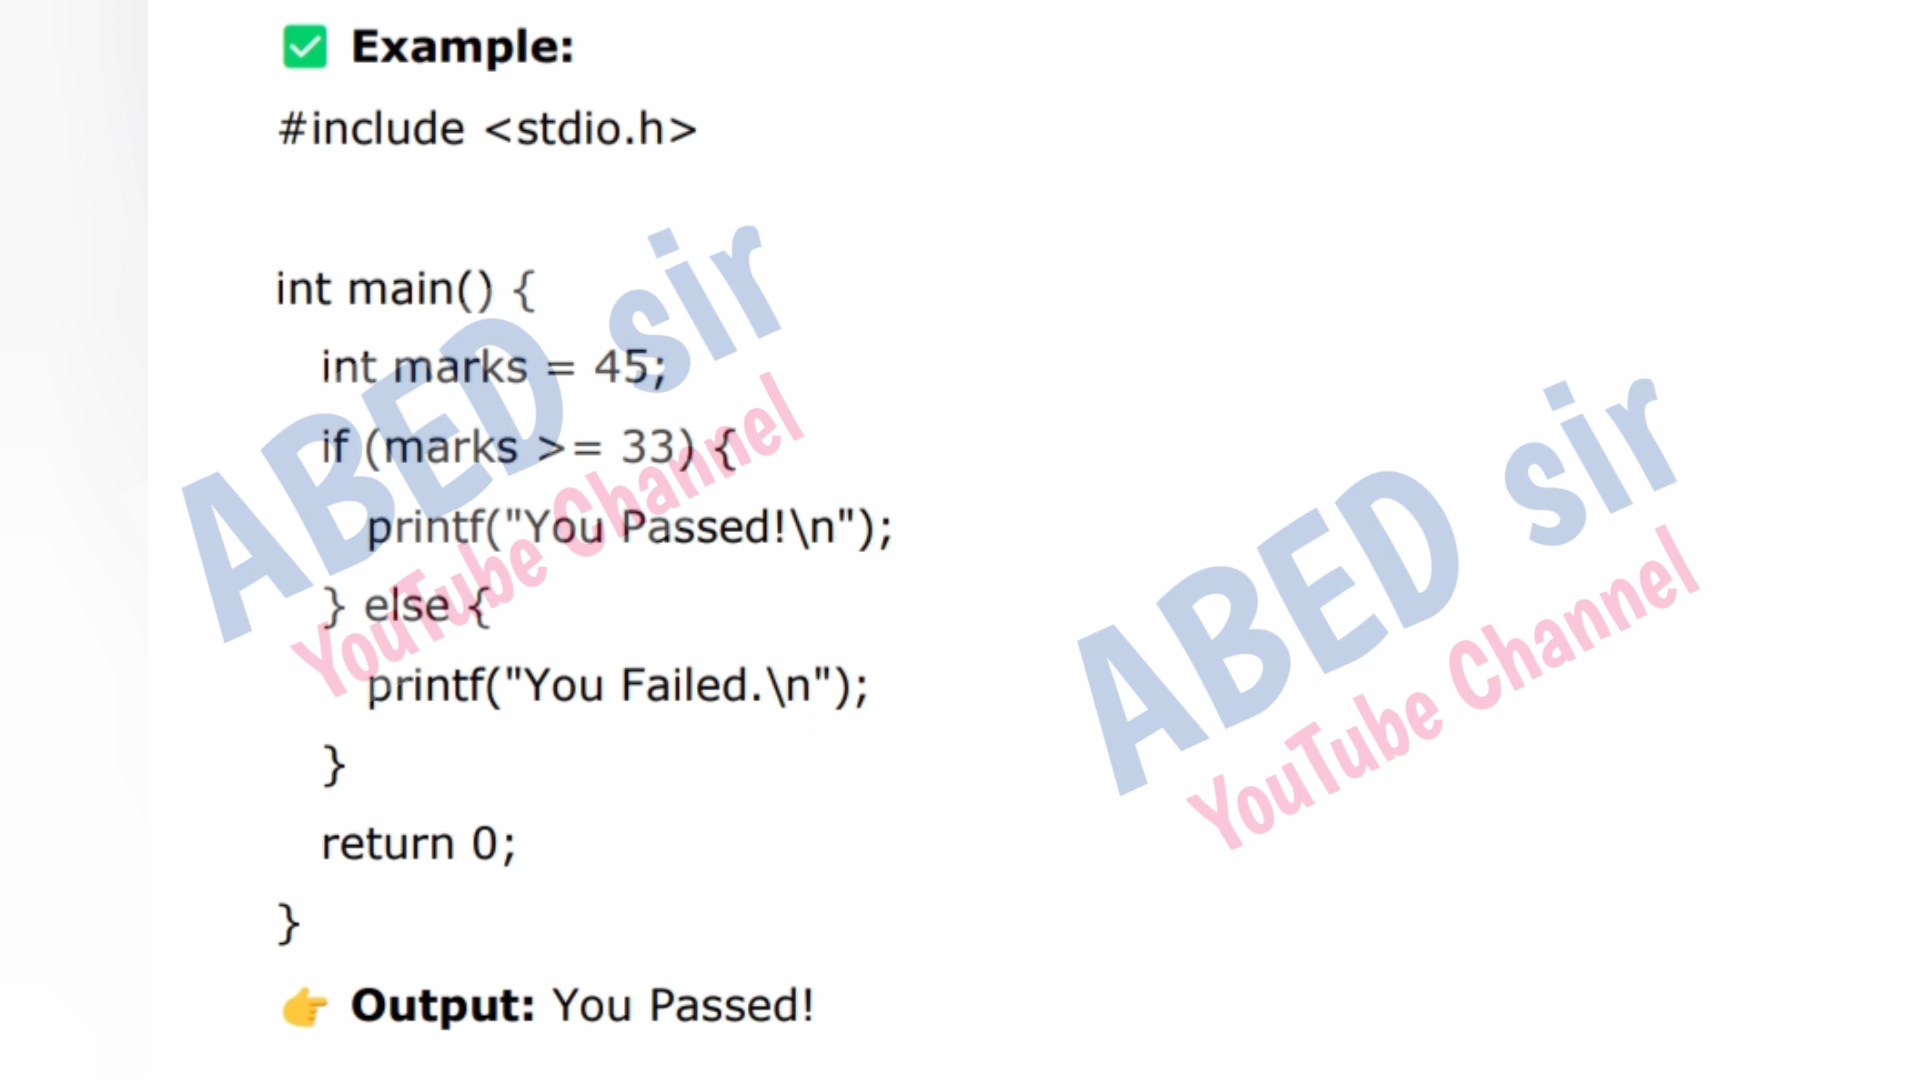 ✅ Example:
#include <stdio.h>
int main() {
int marks = 45;
if (marks >= 33) {
printf("You Passed!\n");
} else {
printf("You Failed.\n");
}
return 0;
}
👉 Output: You Passed!
ABED sir
YouTube Channel
ABED sir
YouTube Channel